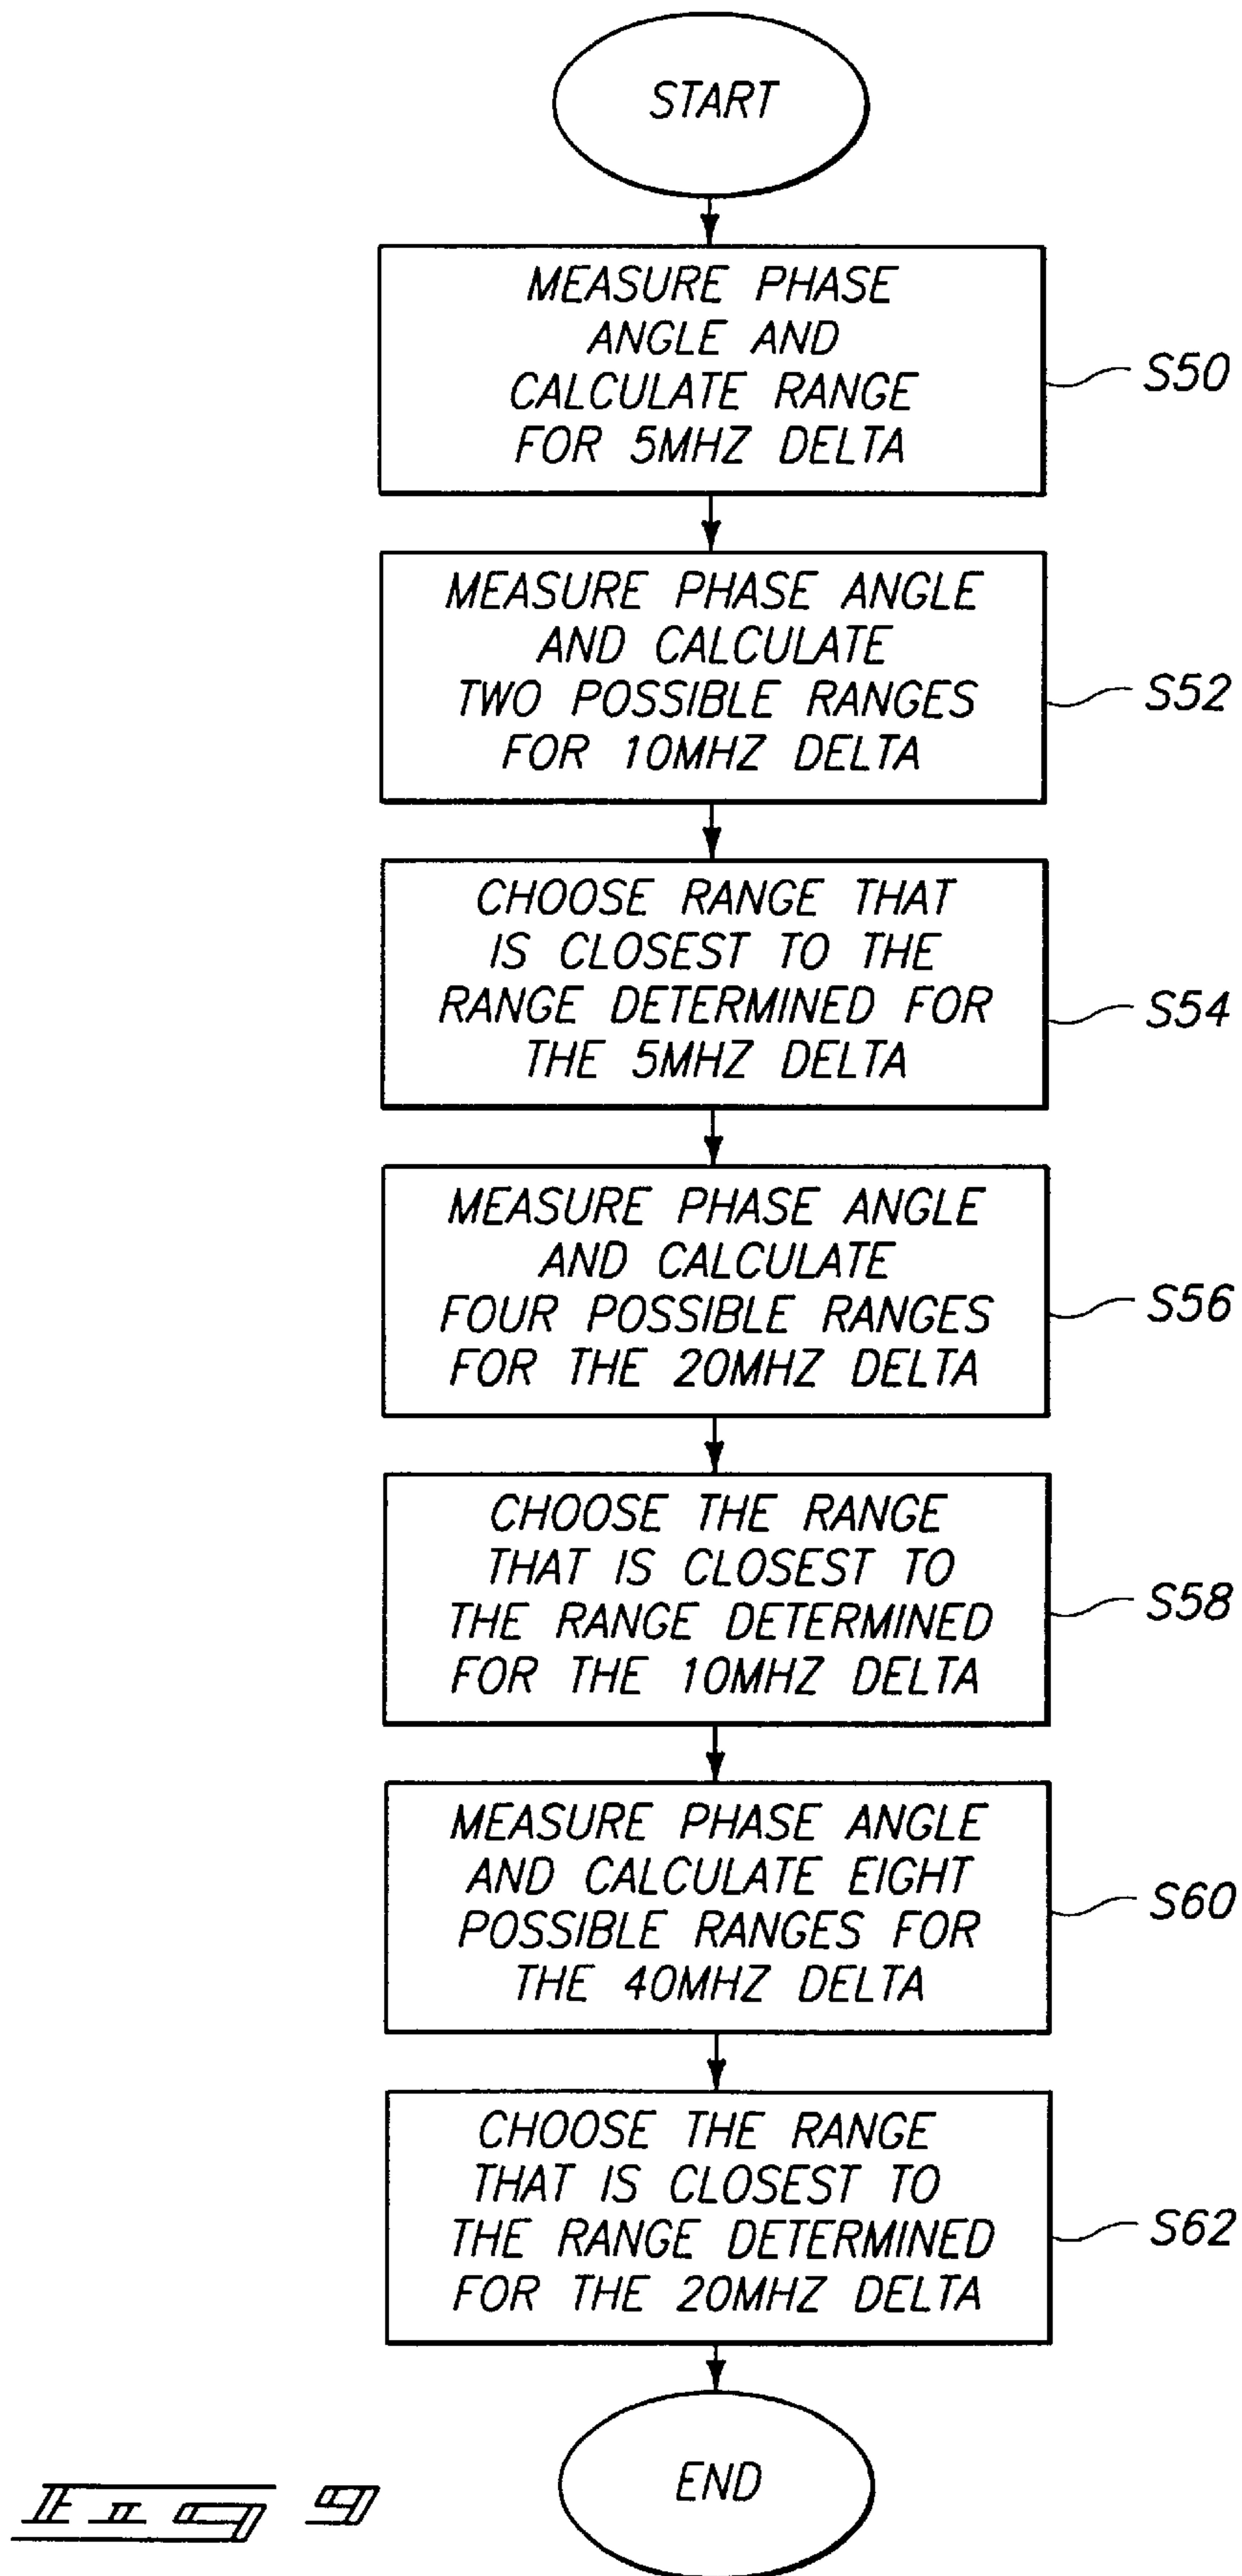 START
MEASURE PHASE
ANGLE AND
CALCULATE RANGE
FOR 5MHZ DELTA
S50
MEASURE PHASE ANGLE
AND CALCULATE
TWO POSSIBLE RANGES
FOR 10MHZ DELTA
S52
CHOOSE RANGE THAT
IS CLOSEST TO THE
RANGE DETERMINED FOR
THE 5MHZ DELTA
S54
MEASURE PHASE ANGLE
AND CALCULATE
FOUR POSSIBLE RANGES
FOR THE 20MHZ DELTA
S56
CHOOSE THE RANGE
THAT IS CLOSEST TO
THE RANGE DETERMINED
FOR THE 10MHZ DELTA
S58
MEASURE PHASE ANGLE
AND CALCULATE EIGHT
POSSIBLE RANGES FOR
THE 40MHZ DELTA
S60
CHOOSE THE RANGE
THAT IS CLOSEST TO
THE RANGE DETERMINED
FOR THE 20MHZ DELTA
S62
END
FIG 9